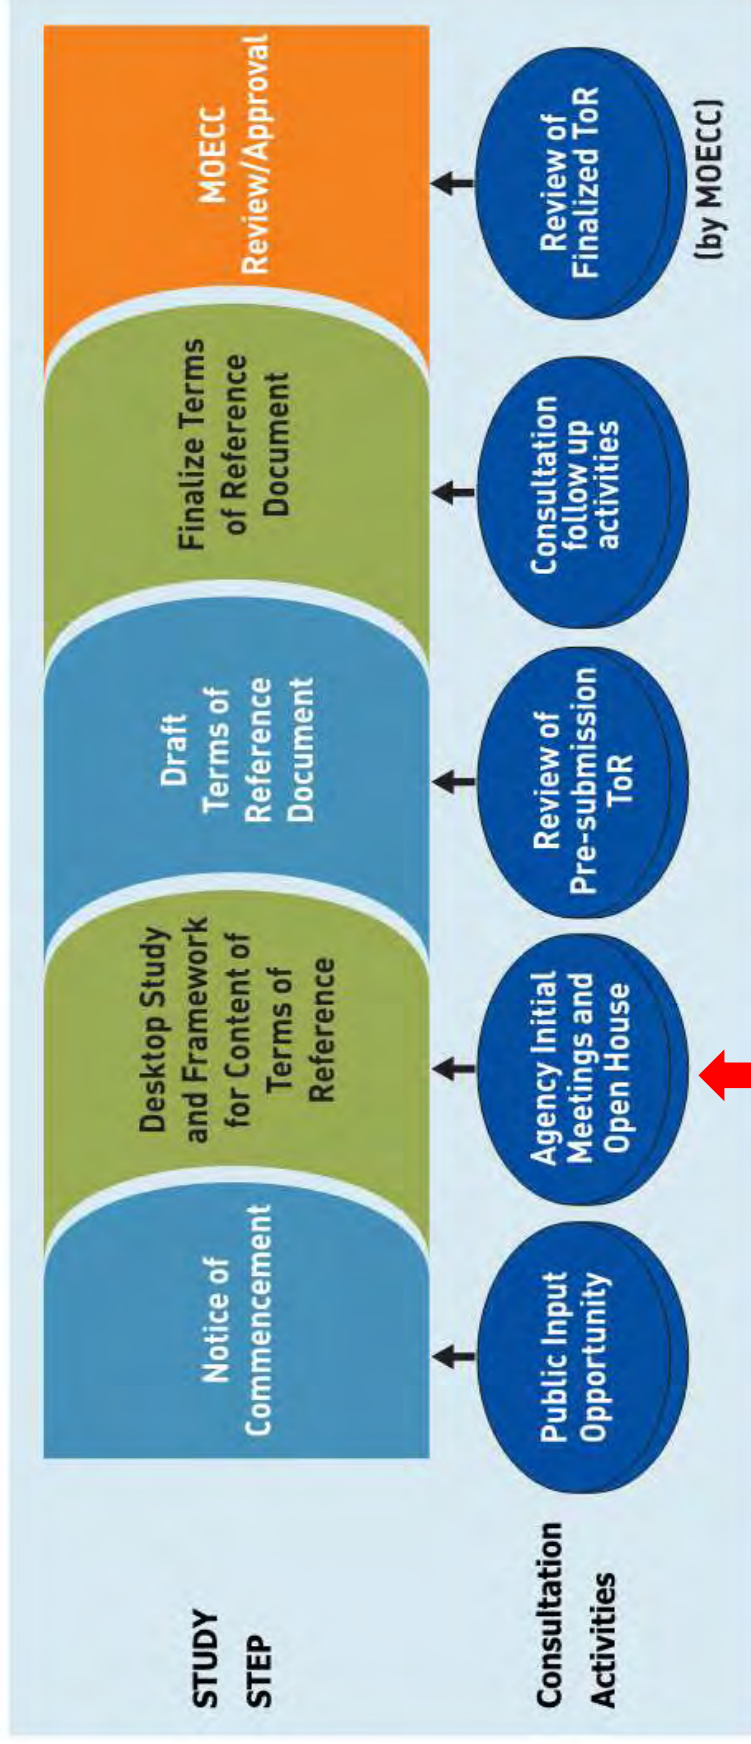 STUDY
STEP
Notice of
Commencement
Desktop Study
and Framework
for Content of
Terms of
Reference
Draft
Terms of
Reference
Document
Finalize Terms
of Reference
Document
MOECC
Review/Approval
Consultation
Activities
Public Input
Opportunity
Agency Initial
Meetings and
Open House
Review of
Pre-submission
ToR
Consultation
follow up
activities
Review of
Finalized ToR
(by MOECC)